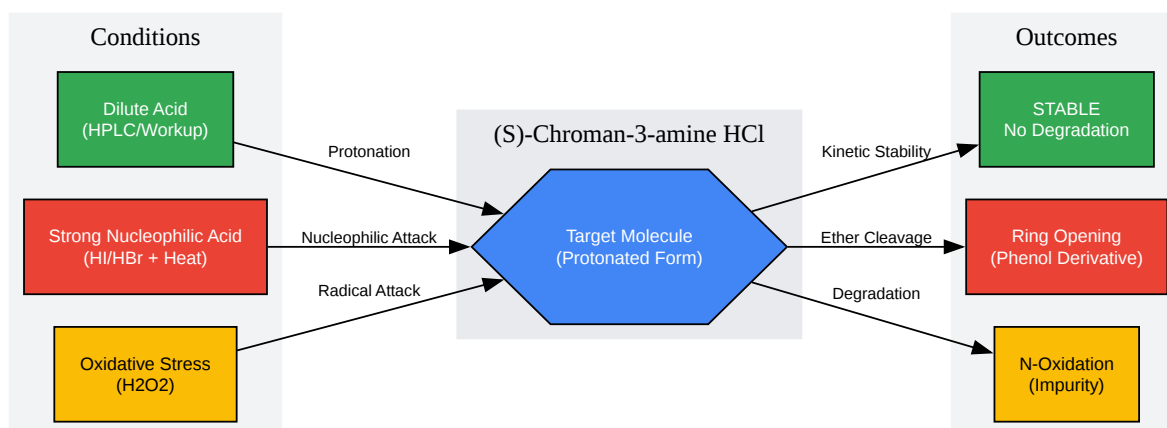 Conditions
Dilute Acid
(HPLC/Workup)
Strong Nucleophilic Acid
(HI/HBr + Heat)
Oxidative Stress
(H2O2)
Protonation
Nucleophilic Attack
Radical Attack
(S)-Chroman-3-amine HCl
Target Molecule
(Protonated Form)
Kinetic Stability
Ether Cleavage
Degradation
Outcomes
STABLE
No Degradation
Ring Opening
(Phenol Derivative)
N-Oxidation
(Impurity)